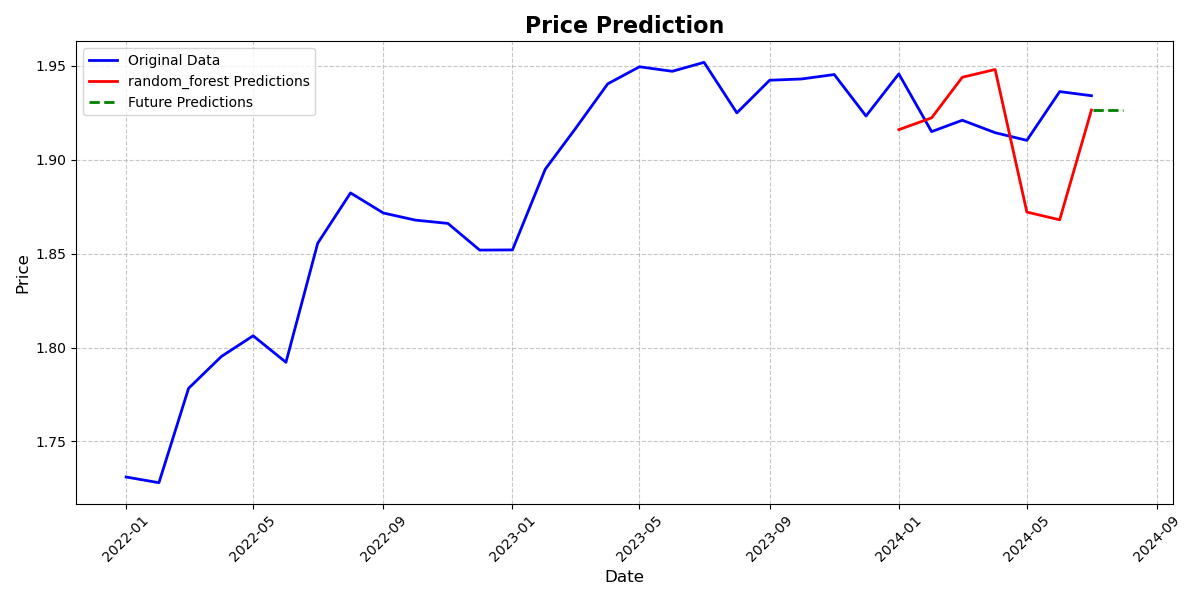 Price Prediction
Original Data
random_forest Predictions
Future Predictions
Price
1.95
1.90
1.85
1.80
1.75
2022-01
2022-05
2022-09
2023-01
2023-05
2023-09
2024-01
2024-05
2024-09
Date